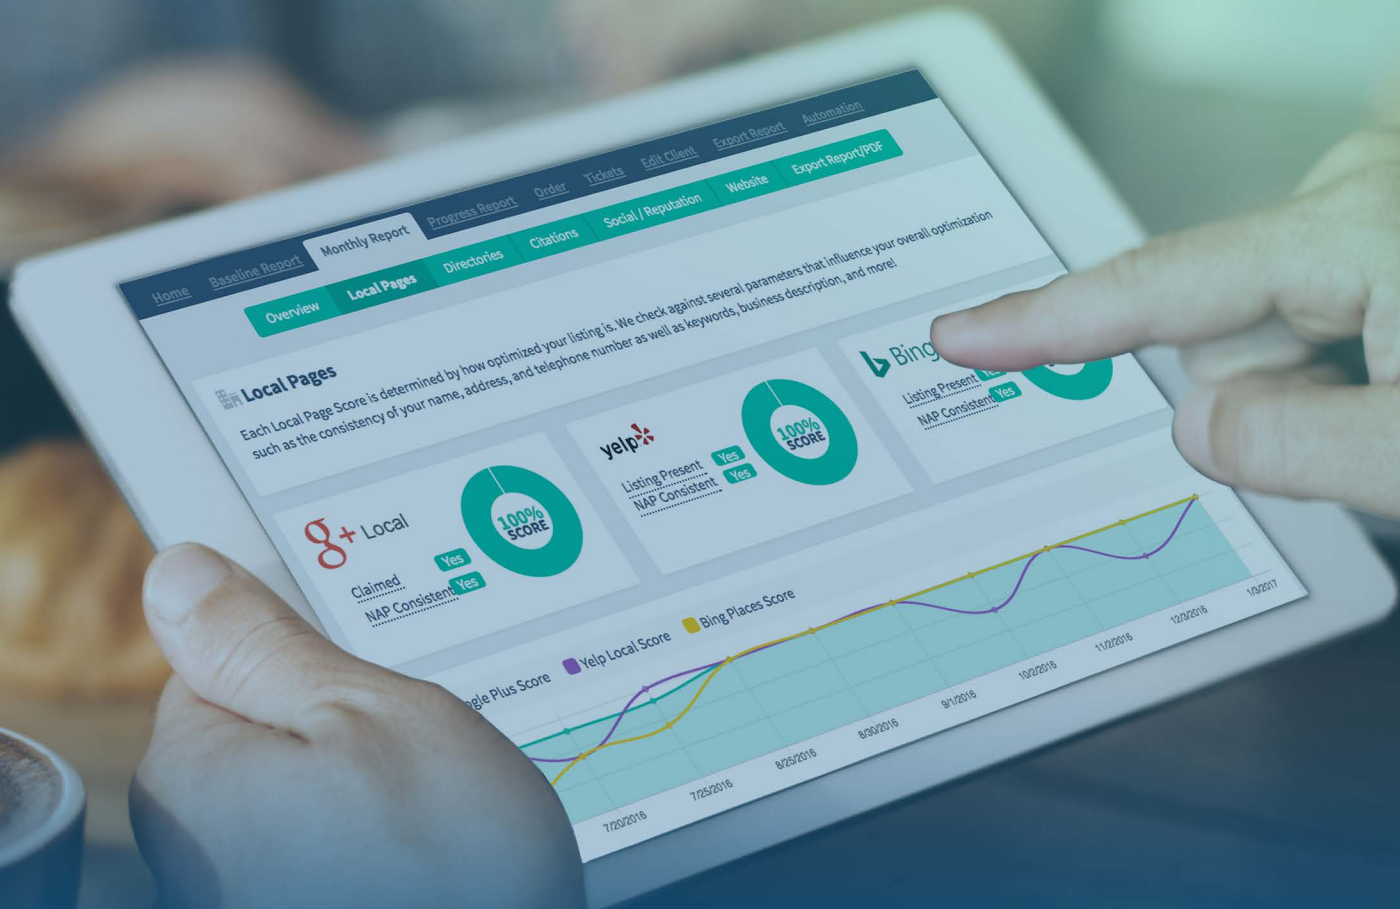 Home Baseline Report Monthly Report Progress Report Order Tickets Edit Client Export Report Automation
Overview Local Pages Directories Citations Social / Reputation Website Export Report/PDF
Local Pages
Each Local Page Score is determined by how optimized your listing is. We check against several parameters that influence your overall optimization
such as the consistency of your name, address, and telephone number as well as keywords, business description, and more!
g+ Local
Claimed Yes
NAP Consistent Yes
100%
SCORE
yelp
Listing Present Yes
NAP Consistent Yes
100%
SCORE
Bing
Listing Present Yes
NAP Consistent Yes
Plus Score Yelp Local Score Bing Places Score
7/20/2016 7/25/2016 8/25/2016 8/30/2016 9/1/2016 10/2/2016 11/2/2016 12/3/2016 1/3/2017